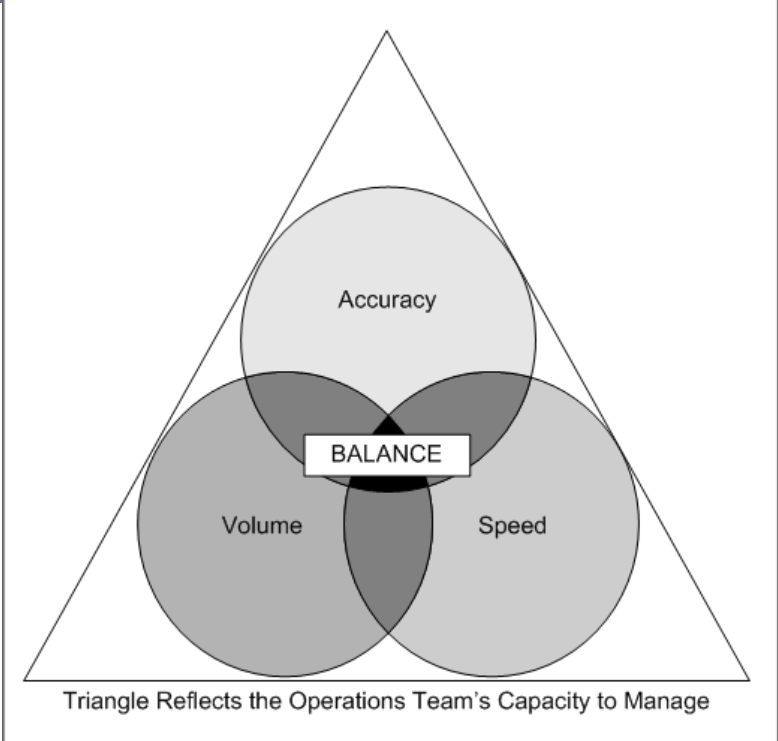 Accuracy
BALANCE
Volume
Speed
Triangle Reflects the Operations Team's Capacity to Manage